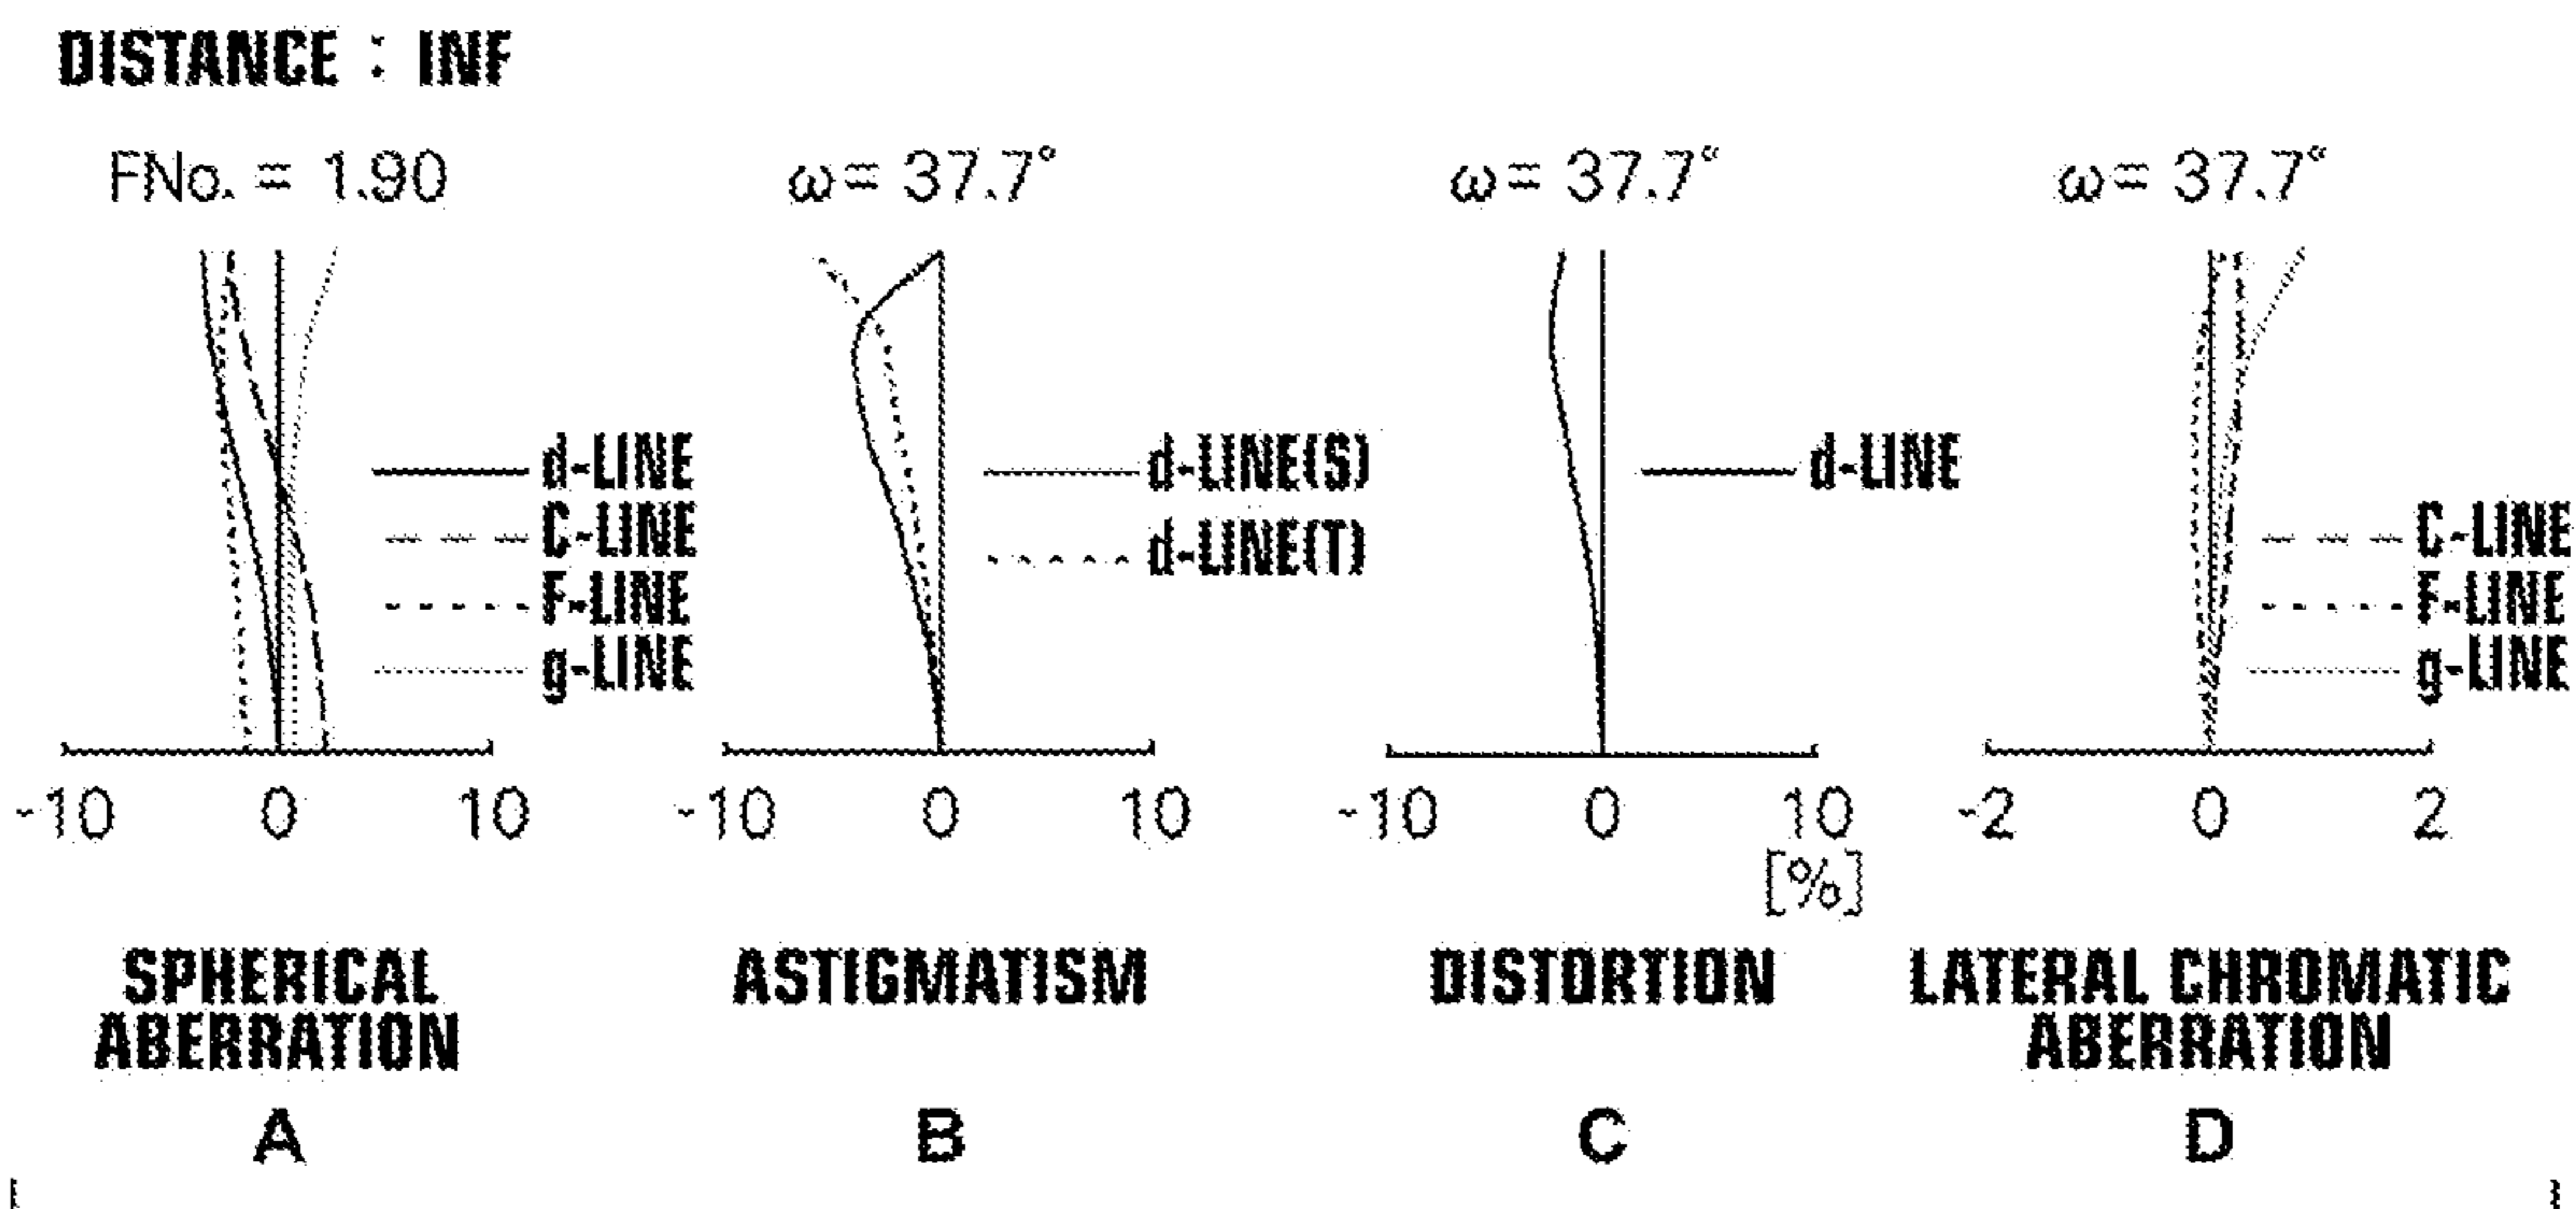 DISTANCE : INF
FNo. = 1.90
ω= 37.7°
ω= 37.7°
ω= 37.7°
d-LINE
C-LINE
F-LINE
g-LINE
d-LINE(S)
d-LINE(T)
d-LINE
C-LINE
F-LINE
g-LINE
-10 0 10
-10 0 10
-10 0 10
[%]
-2 0 2
SPHERICAL
ABERRATION
ASTIGMATISM
DISTORTION
LATERAL CHROMATIC
ABERRATION
A
B
C
D